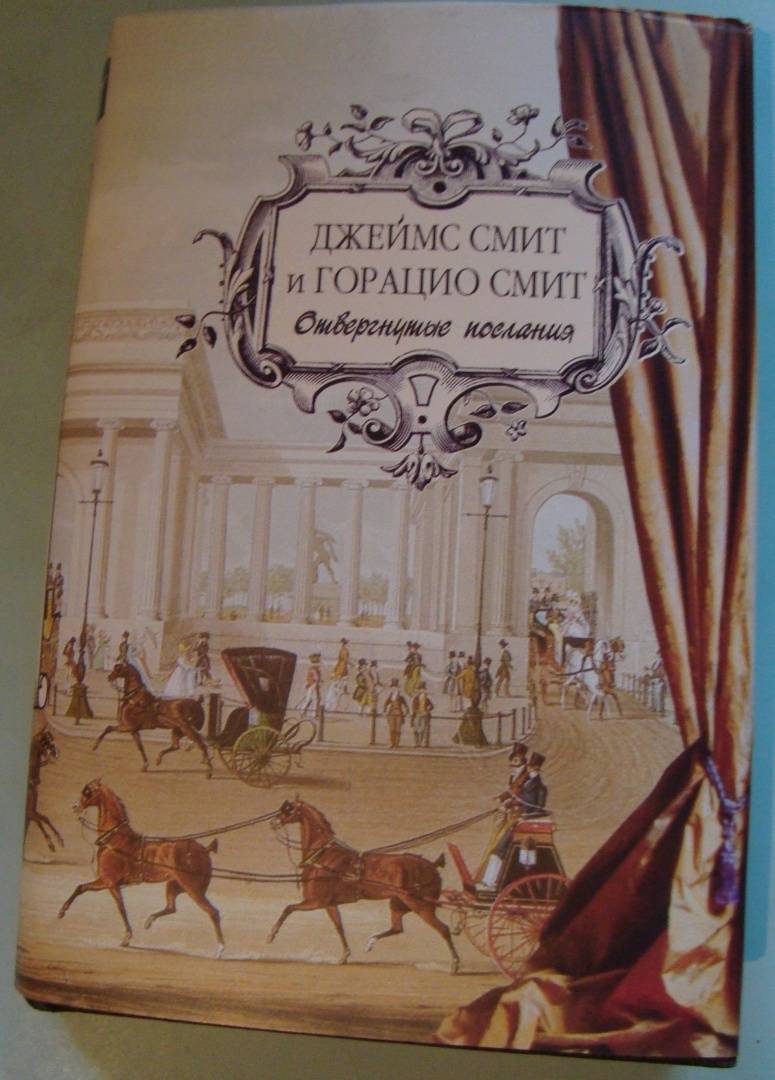 ДЖЕЙМС СМИТ
и ГОРАЦИО СМИТ
Отвергнутые послания